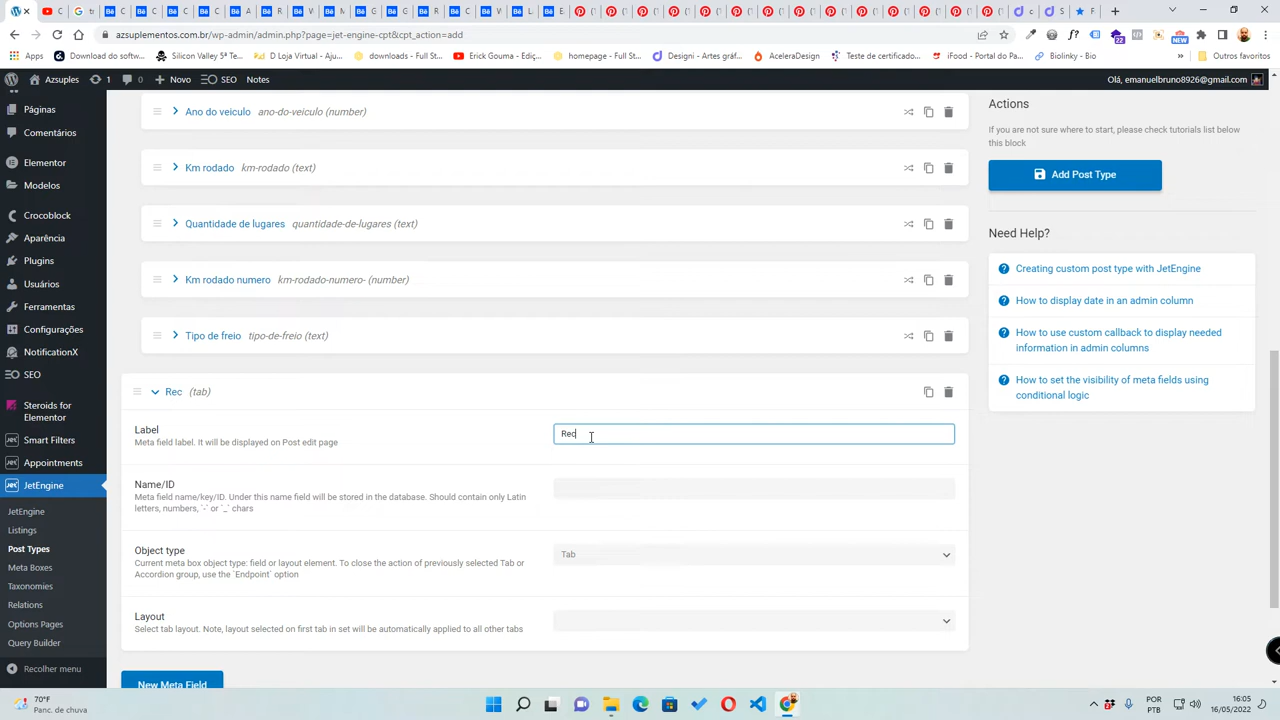 azsuplementos.com.br/wp-admin/admin.php?page=jet-engine-cpt&cpt_action=add
Apps
Download do softw...
Silicon Valley 5ª Te...
D Loja Virtual - Aju...
downloads - Full St...
Erick Gouma - Ediç...
homepage - Full St...
Designi - Artes gráf...
AceleraDesign
Teste de certificado...
iFood - Portal do Pa...
Biolinky - Bio
»
Outros favoritos
Azsuples
1
0
Novo
SEO
Notes
Olá, emanuelbruno8926@gmail.com
Páginas
Comentários
Elementor
Modelos
Crocoblock
Aparência
Plugins
Usuários
Ferramentas
Configurações
NotificationX
SEO
Steroids for
Elementor
Smart Filters
Appointments
JetEngine
JetEngine
Listings
Post Types
Meta Boxes
Taxonomies
Relations
Options Pages
Query Builder
Recolher menu
Ano do veiculo ano-do-veiculo (number)
Km rodado km-rodado (text)
Quantidade de lugares quantidade-de-lugares (text)
Km rodado numero km-rodado-numero- (number)
Tipo de freio tipo-de-freio (text)
Rec (tab)
Label
Meta field label. It will be displayed on Post edit page
Rec
Name/ID
Meta field name/key/ID. Under this name field will be stored in the database. Should contain only Latin
letters, numbers, `-` or `_` chars
Object type
Current meta box object type: field or layout element. To close the action of previously selected Tab or
Accordion group, use the `Endpoint` option
Tab
Layout
Select tab layout. Note, layout selected on first tab in set will be automatically applied to all other tabs
New Meta Field
Actions
If you are not sure where to start, please check tutorials list below
this block
Add Post Type
Need Help?
Creating custom post type with JetEngine
How to display date in an admin column
How to use custom callback to display needed
information in admin columns
How to set the visibility of meta fields using
conditional logic
70°F
Panc. de chuva
POR
PTB
16:05
16/05/2022